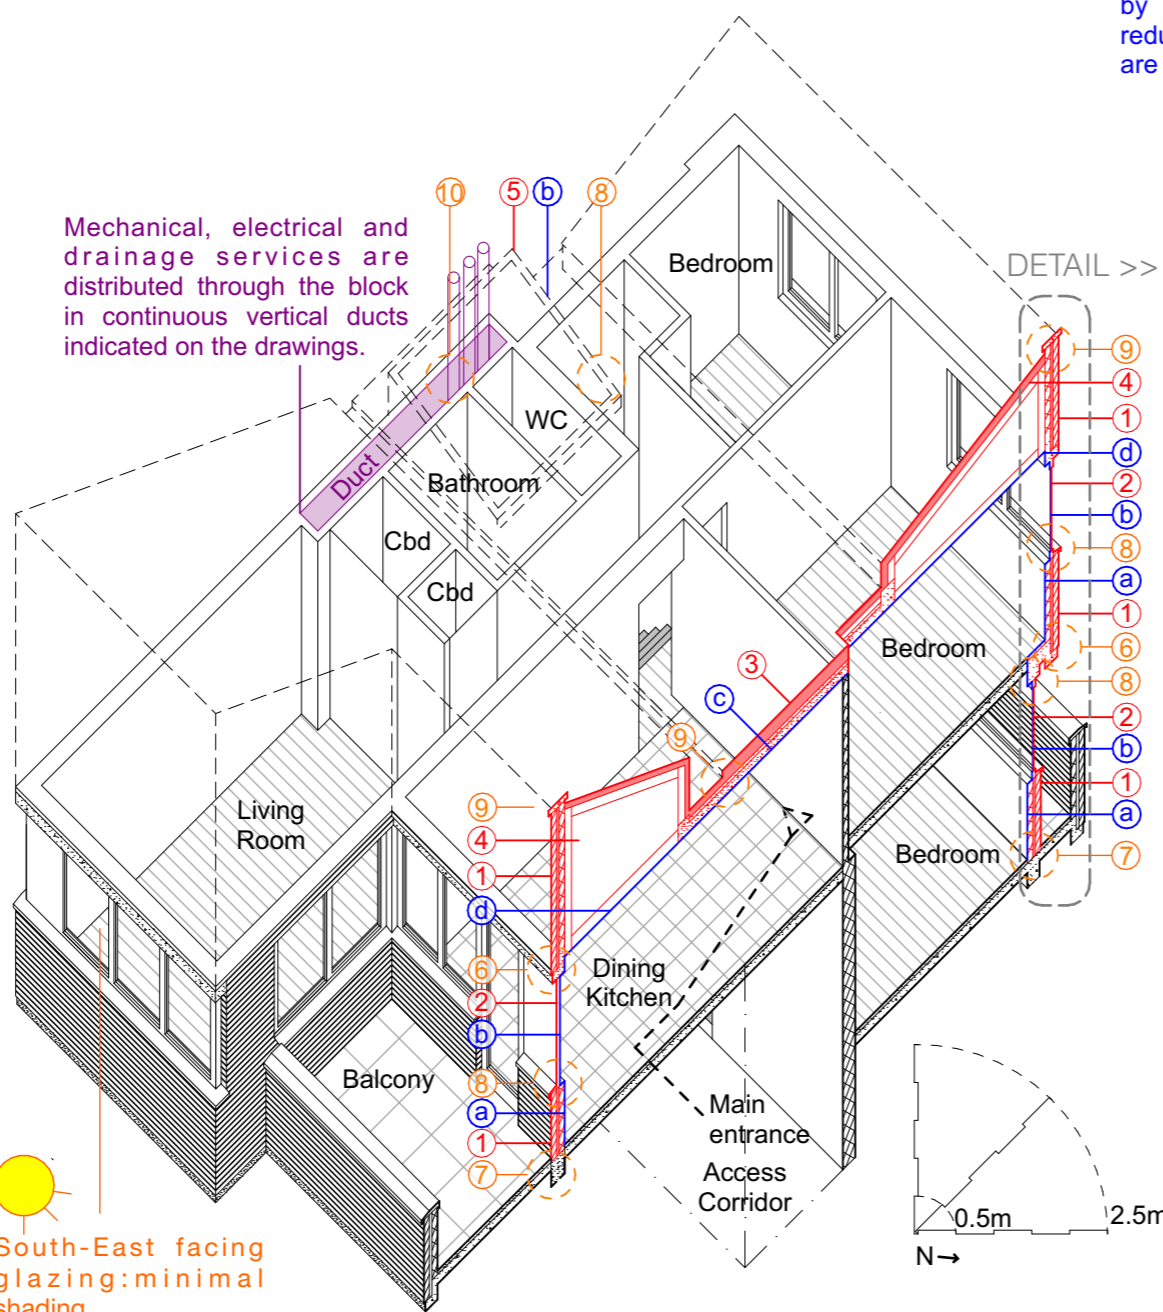 by
redu
are
10
5
b
8
Mechanical, electrical and
drainage services are
distributed through the block
in continuous vertical ducts
indicated on the drawings.
Bedroom
DETAIL >>
9
4
1
d
2
b
8
a
1
6
8
2
b
1
a
7
WC
Duct
Bathroom
Cbd
Cbd
Bedroom
3
c
9
Living
Room
9
4
1
d
6
2
b
8
a
1
7
Dining
Kitchen
Bedroom
Balcony
Main
entrance
Access
Corridor
0.5m
2.5m
N→
South-East facing
glazing:minimal
shading